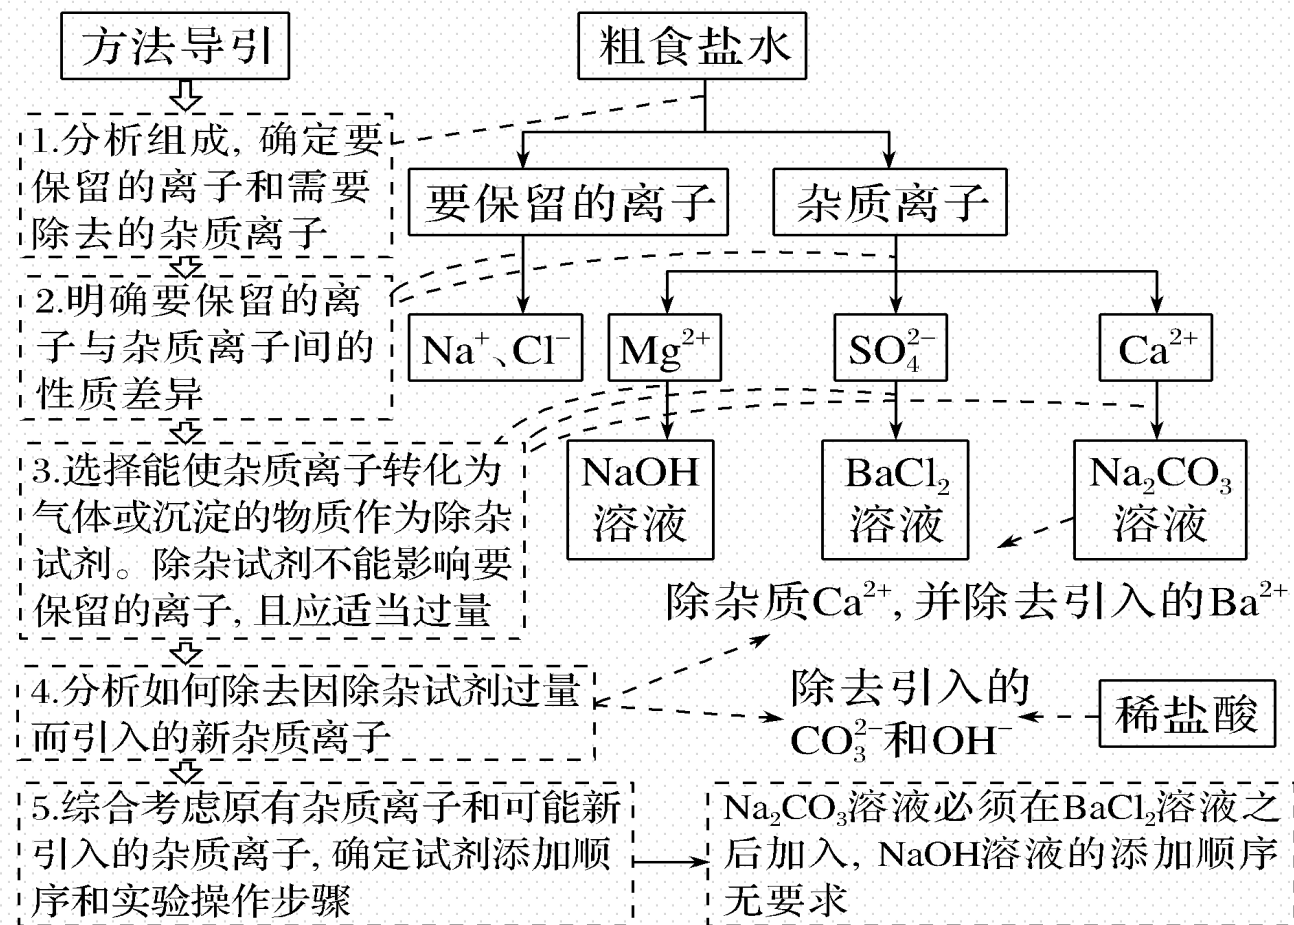 方法导引
粗食盐水
1.分析组成, 确定要
保留的离子和需要
除去的杂质离子
要保留的离子
杂质离子
2.明确要保留的离
子与杂质离子间的
性质差异
Na⁺、Cl⁻
Mg²⁺
SO₄²⁻
Ca²⁺
3.选择能使杂质离子转化为
气体或沉淀的物质作为除杂
试剂。除杂试剂不能影响要
保留的离子, 且应适当过量
NaOH
溶液
BaCl₂
溶液
Na₂CO₃
溶液
除杂质Ca²⁺, 并除去引入的Ba²⁺
4.分析如何除去因除杂试剂过量
而引入的新杂质离子
除去引入的
CO₃²⁻和OH⁻
稀盐酸
5.综合考虑原有杂质离子和可能新
引入的杂质离子, 确定试剂添加顺
序和实验操作步骤
Na₂CO₃溶液必须在BaCl₂溶液之
后加入, NaOH溶液的添加顺序
无要求